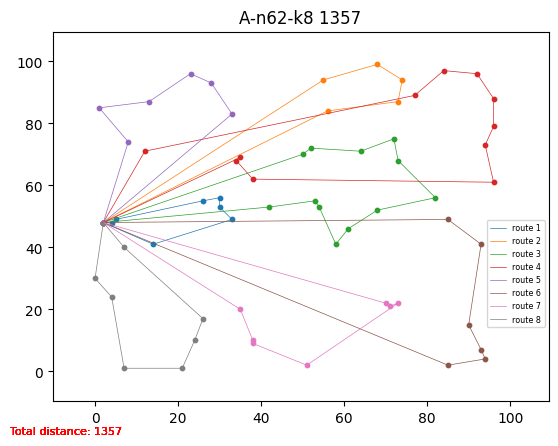 A-n62-k8 1357
100
80
60
40
20
0
0 20 40 60 80 100
route 1
route 2
route 3
route 4
route 5
route 6
route 7
route 8
Total distance: 1357